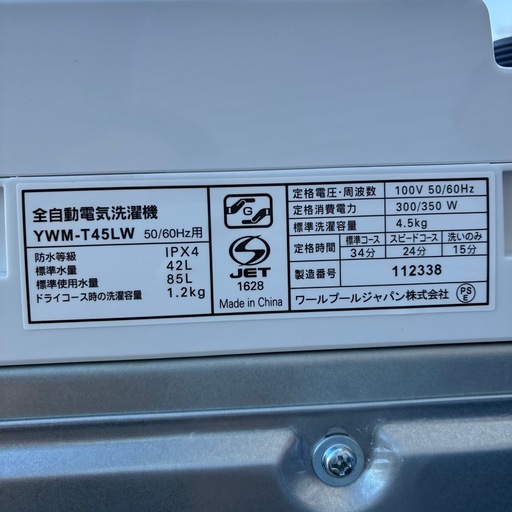 全自動電気洗濯機
YWM-T45LW 50/60Hz用
防水等級 IPX4
標準水量 42L
標準使用水量 85L
ドライコース時の洗濯容量 1.2kg
G
S
JET
1628
Made in China
定格電圧・周波数 100V 50/60Hz
定格消費電力 300/350 W
標準洗濯容量 4.5kg
定格時間 標準コース スピードコース 洗いのみ
34分 24分 15分
製造番号 112338
ワールプールジャパン株式会社
PS
E